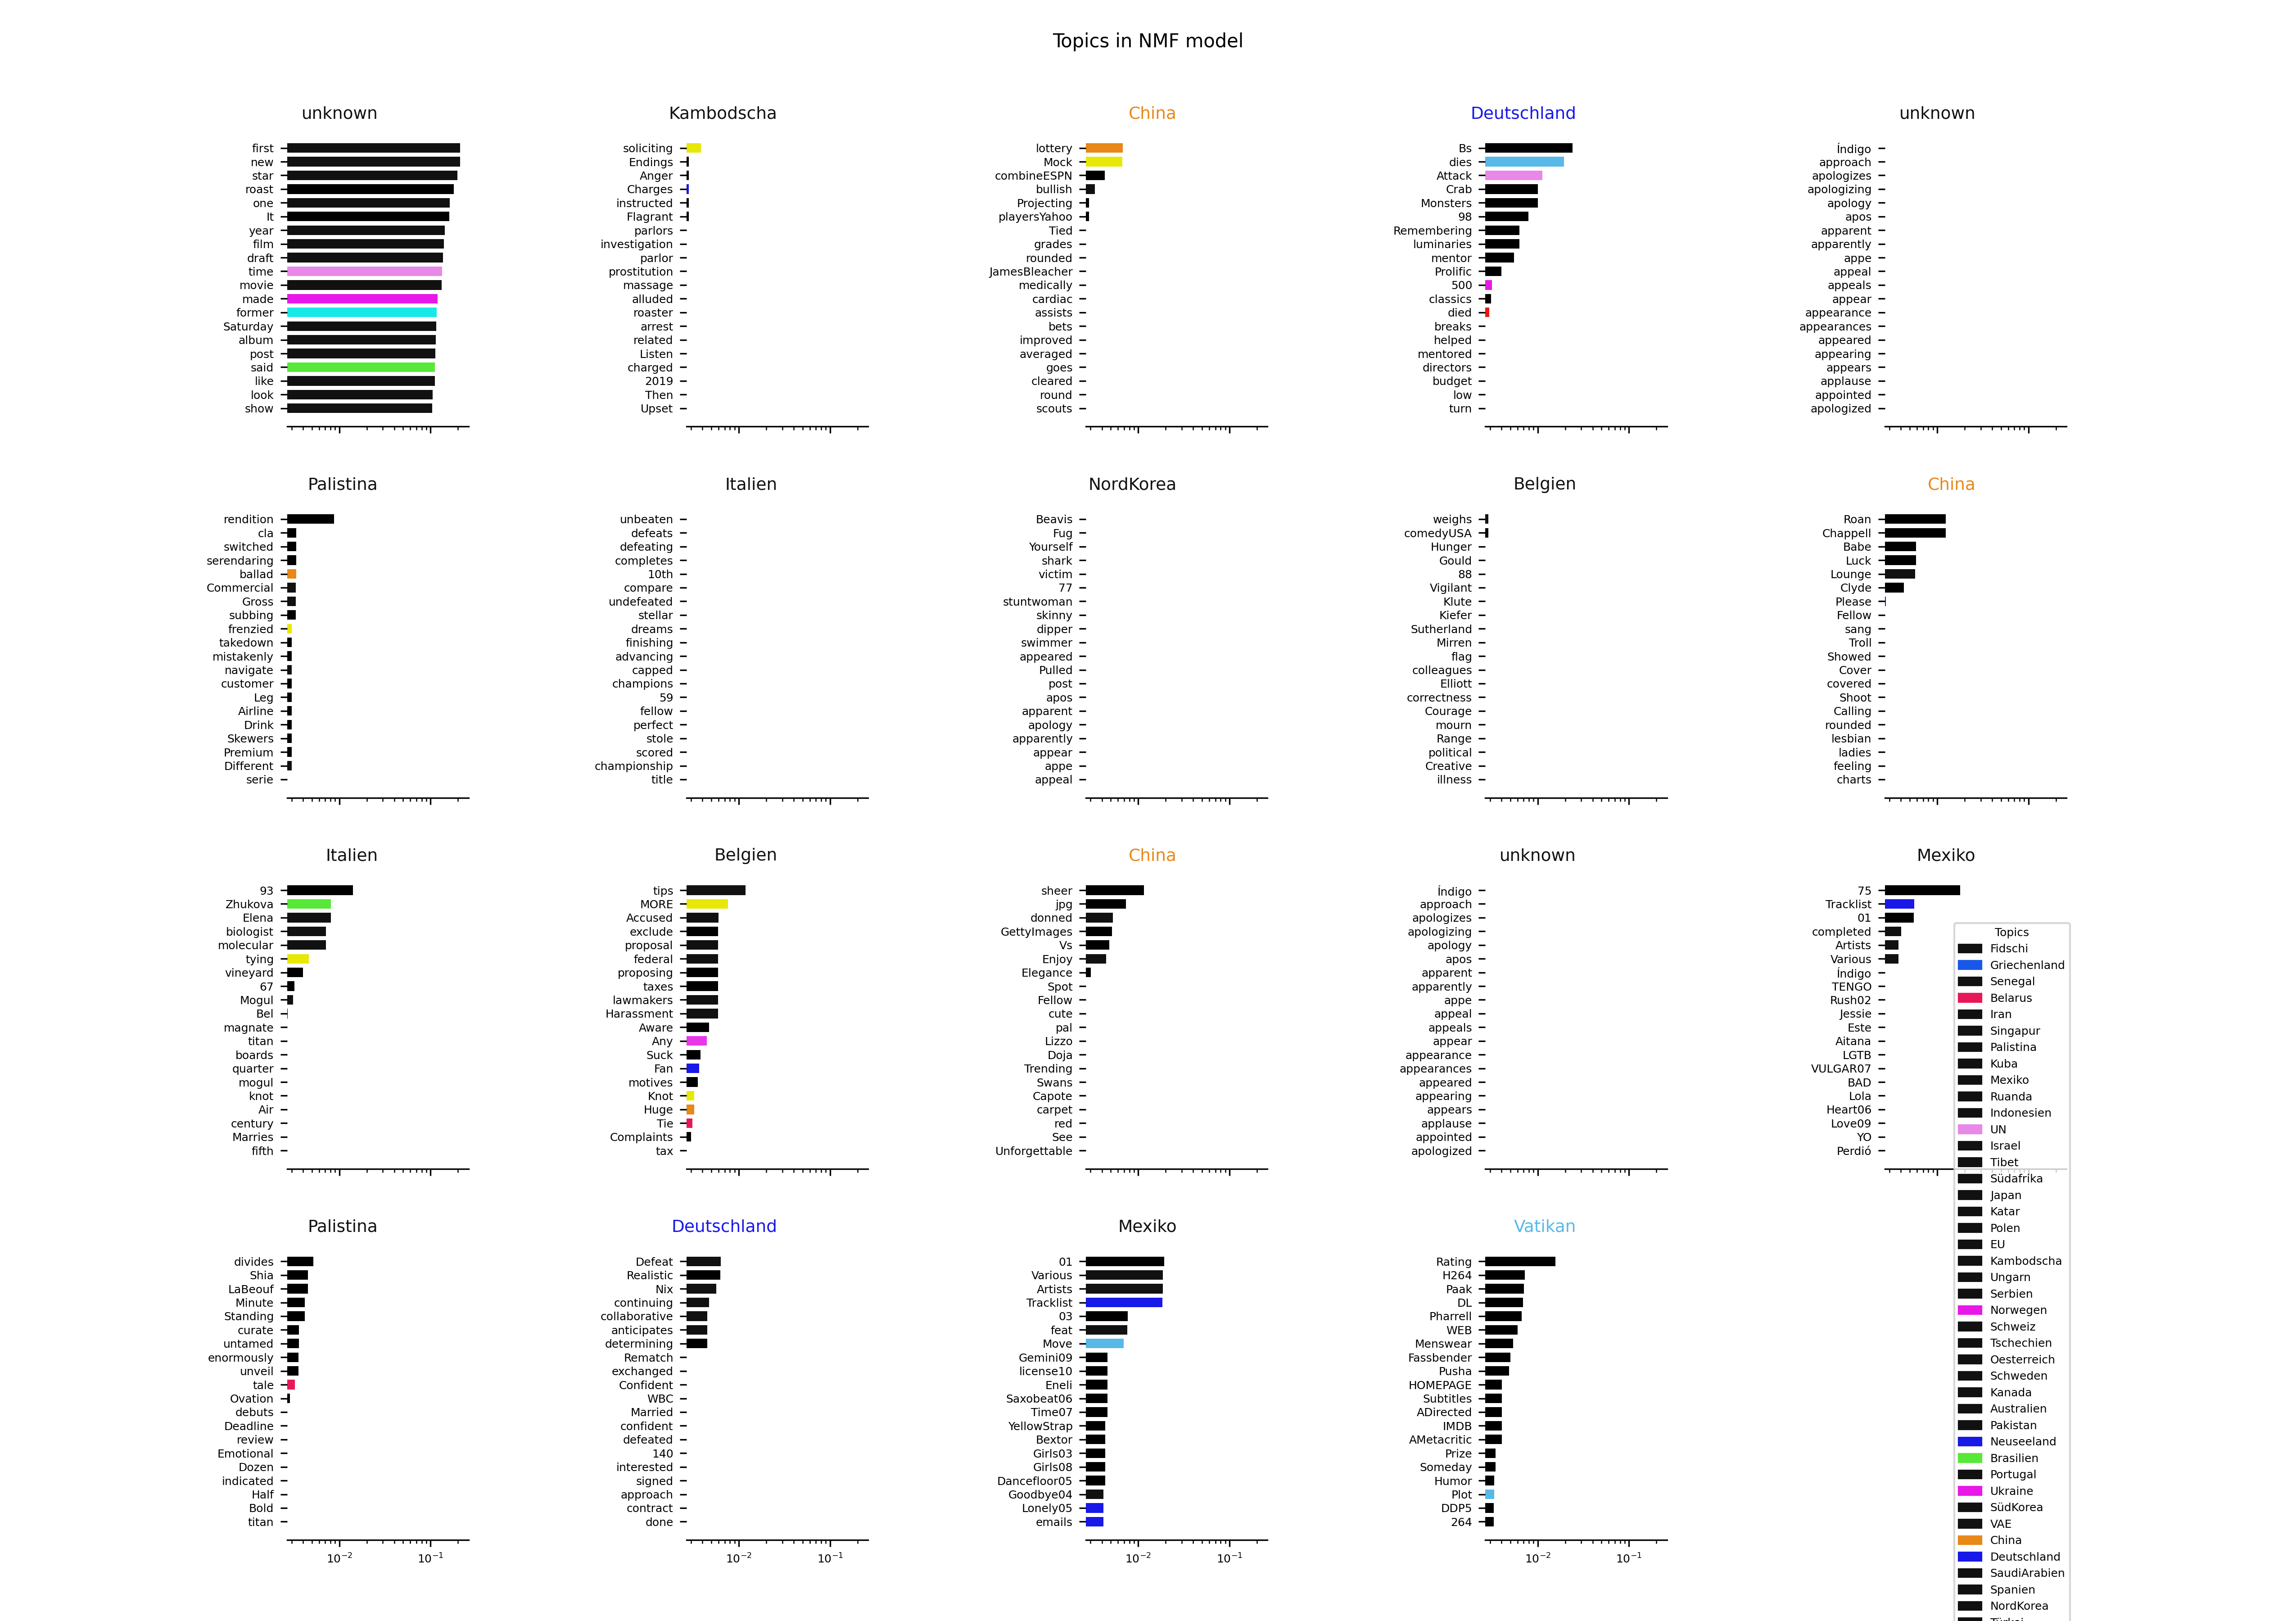 Topics in NMF model
unknown
first
new
star
roast
one
It
year
film
draft
time
movie
made
former
Saturday
album
post
said
like
look
show
Kambodscha
soliciting
Endings
Anger
Charges
instructed
Flagrant
parlors
investigation
parlor
prostitution
massage
alluded
roaster
arrest
related
Listen
charged
2019
Then
Upset
China
lottery
Mock
combineESPN
bullish
Projecting
playersYahoo
Tied
grades
rounded
JamesBleacher
medically
cardiac
assists
bets
improved
averaged
goes
cleared
round
scouts
Deutschland
Bs
dies
Attack
Crab
Monsters
98
Remembering
luminaries
mentor
Prolific
500
classics
died
breaks
helped
mentored
directors
budget
low
turn
unknown
Índigo
approach
apologizes
apologizing
apology
apos
apparent
apparently
appe
appeal
appeals
appear
appearance
appearances
appeared
appearing
appears
applause
appointed
apologized
Palistina
rendition
cla
switched
serendaring
ballad
Commercial
Gross
subbing
frenzied
takedown
mistakenly
navigate
customer
Leg
Airline
Drink
Skewers
Premium
Different
serie
Italien
unbeaten
defeats
defeating
completes
10th
compare
undefeated
stellar
dreams
finishing
advancing
capped
champions
59
fellow
perfect
stole
scored
championship
title
NordKorea
Beavis
Fug
Yourself
shark
victim
77
stuntwoman
skinny
dipper
swimmer
appeared
Pulled
post
apos
apparent
apology
apparently
appear
appe
appeal
Belgien
weighs
comedyUSA
Hunger
Gould
88
Vigilant
Klute
Kiefer
Sutherland
Mirren
flag
colleagues
Elliott
correctness
Courage
mourn
Range
political
Creative
illness
China
Roan
Chappell
Babe
Luck
Lounge
Clyde
Please
Fellow
sang
Troll
Showed
Cover
covered
Shoot
Calling
rounded
lesbian
ladies
feeling
charts
Italien
93
Zhukova
Elena
biologist
molecular
tying
vineyard
67
Mogul
Bel
magnate
titan
boards
quarter
mogul
knot
Air
century
Marries
fifth
Belgien
tips
MORE
Accused
exclude
proposal
federal
proposing
taxes
lawmakers
Harassment
Aware
Any
Suck
Fan
motives
Knot
Huge
Tie
Complaints
tax
China
sheer
jpg
donned
GettyImages
Vs
Enjoy
Elegance
Spot
Fellow
cute
pal
Lizzo
Doja
Trending
Swans
Capote
carpet
red
See
Unforgettable
unknown
Índigo
approach
apologizes
apologizing
apology
apos
apparent
apparently
appe
appeal
appeals
appear
appearance
appearances
appeared
appearing
appears
applause
appointed
apologized
Mexiko
75
Tracklist
01
completed
Artists
Various
Índigo
TENGO
Rush02
Jessie
Este
Aitana
LGTB
VULGAR07
BAD
Lola
Heart06
Love09
YO
Perdió
Palistina
divides
Shia
LaBeouf
Minute
Standing
curate
untamed
enormously
unveil
tale
Ovation
debuts
Deadline
review
Emotional
Dozen
indicated
Half
Bold
titan
10⁻² 10⁻¹
Deutschland
Defeat
Realistic
Nix
continuing
collaborative
anticipates
determining
Rematch
exchanged
Confident
WBC
Married
confident
defeated
140
interested
signed
approach
contract
done
10⁻² 10⁻¹
Mexiko
01
Various
Artists
Tracklist
03
feat
Move
Gemini09
license10
Eneli
Saxobeat06
Time07
YellowStrap
Bextor
Girls03
Girls08
Dancefloor05
Goodbye04
Lonely05
emails
10⁻² 10⁻¹
Vatikan
Rating
H264
Paak
DL
Pharrell
WEB
Menswear
Fassbender
Pusha
HOMEPAGE
Subtitles
ADirected
IMDB
AMetacritic
Prize
Someday
Humor
Plot
DDP5
264
10⁻² 10⁻¹
Topics
Fidschi
Griechenland
Senegal
Belarus
Iran
Singapur
Palistina
Kuba
Mexiko
Ruanda
Indonesien
UN
Israel
Tibet
Südafrika
Japan
Katar
Polen
EU
Kambodscha
Ungarn
Serbien
Norwegen
Schweiz
Tschechien
Oesterreich
Schweden
Kanada
Australien
Pakistan
Neuseeland
Brasilien
Portugal
Ukraine
SüdKorea
VAE
China
Deutschland
SaudiArabien
Spanien
NordKorea